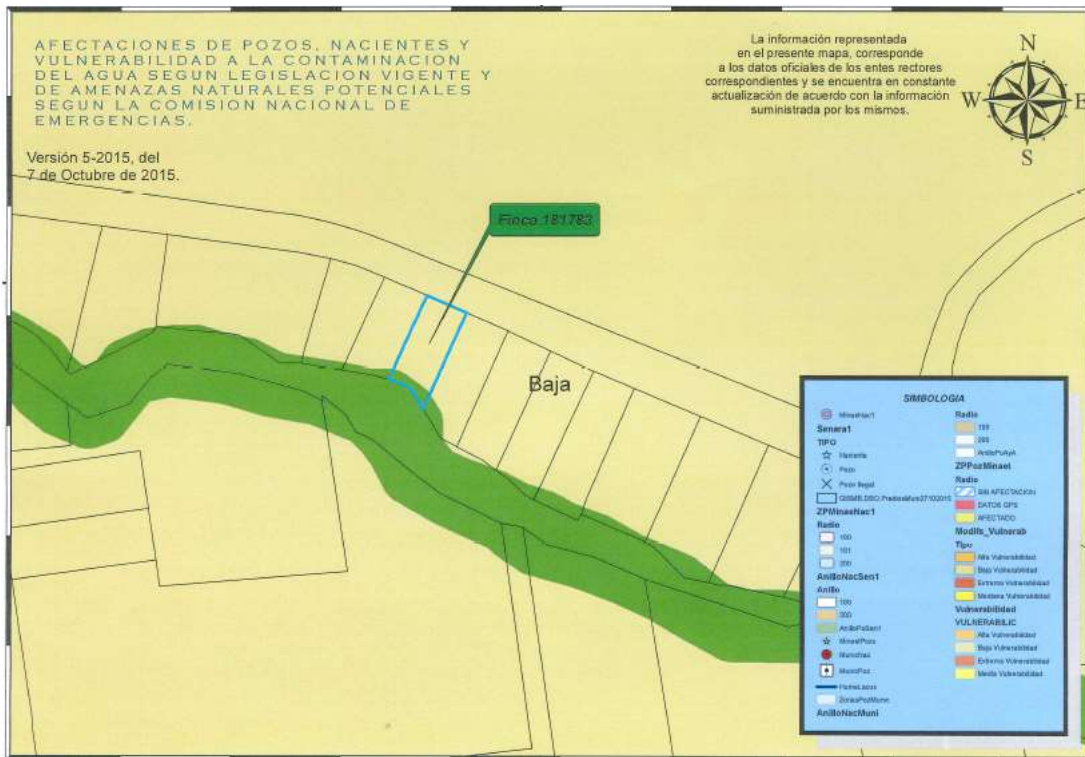 AFECTACIONES DE POZOS, NACIENTES Y
VULNERABILIDAD A LA CONTAMINACION
DEL AGUA SEGUN LEGISLACION VIGENTE Y
DE AMENAZAS NATURALES POTENCIALES
SEGUN LA COMISION NACIONAL DE
EMERGENCIAS.
Versión 5-2015, del
7 de Octubre de 2015.
La información representada
en el presente mapa, corresponde
a los datos oficiales de los entes rectores
correspondientes y se encuentra en constante
actualización de acuerdo con la información
suministrada por los mismos.
N
W
E
S
Finca 181783
Baja
SIMBOLOGIA
MinaeNac1
Senara1
TIPO
Naciente
Pozo
Pozo Ilegal
ZPMinaeNac1
Radio
100
101
200
AnilloNacSen1
Anillo
100
200
AnilloPoSen1
MinaetPozo
MuniNac
MuniPoz
AnilloNacMuni
Radio
200
AnilloPoAyA
ZPPozMinaet
Radio
SIN AFECTACION
DATOS GPS
AFECTADO
Modifs_Vulnerab
Tipo
Alta Vulnerabilidad
Baja Vulnerabilidad
Extrema Vulnerabilidad
Mediana Vulnerabilidad
Vulnerabilidad
VULNERABILIC
Alta Vulnerabilidad
Baja Vulnerabilidad
Extrema Vulnerabilidad
Media Vulnerabilidad